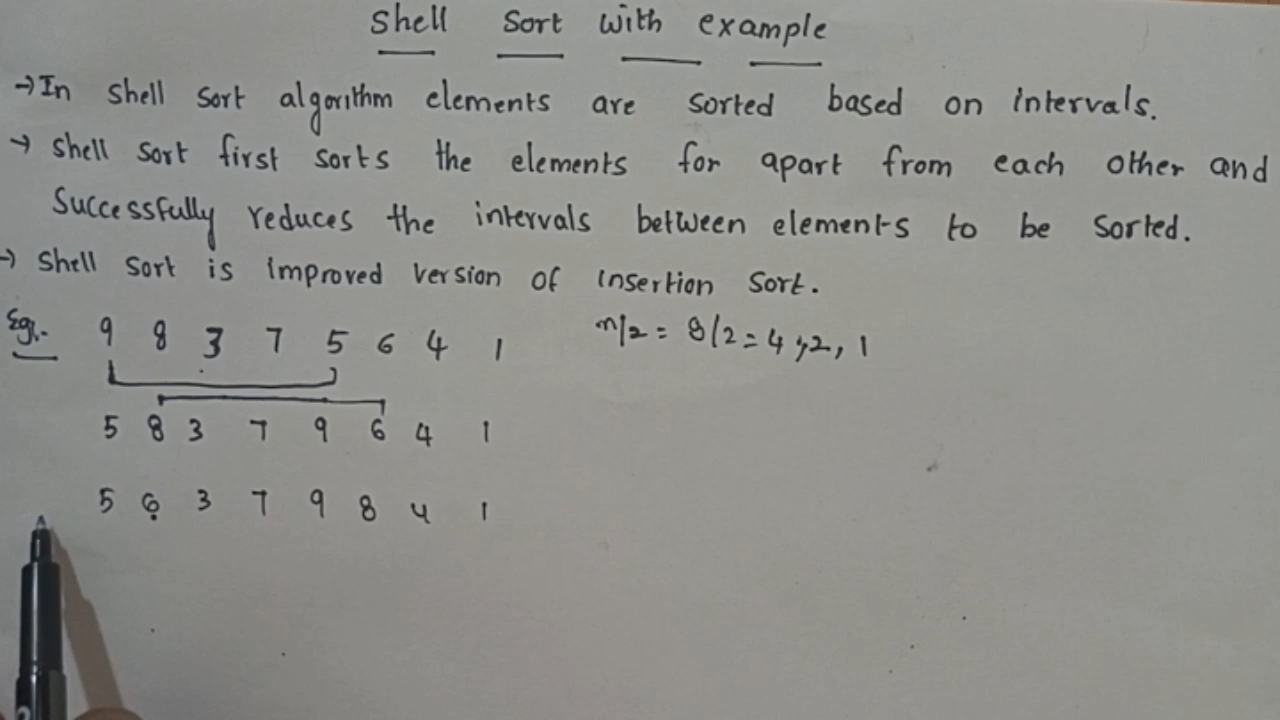 Shell Sort with example
→ In shell sort algorithm elements are sorted based on intervals.
→ shell sort first sorts the elements for apart from each other and
Successfully reduces the intervals between elements to be sorted.
→ Shell sort is improved version of insertion sort.
Eg:- 9 8 3 7 5 6 4 1 n/2 = 8/2 = 4, 2, 1
5 8 3 7 9 6 4 1
5 6 3 7 9 8 4 1